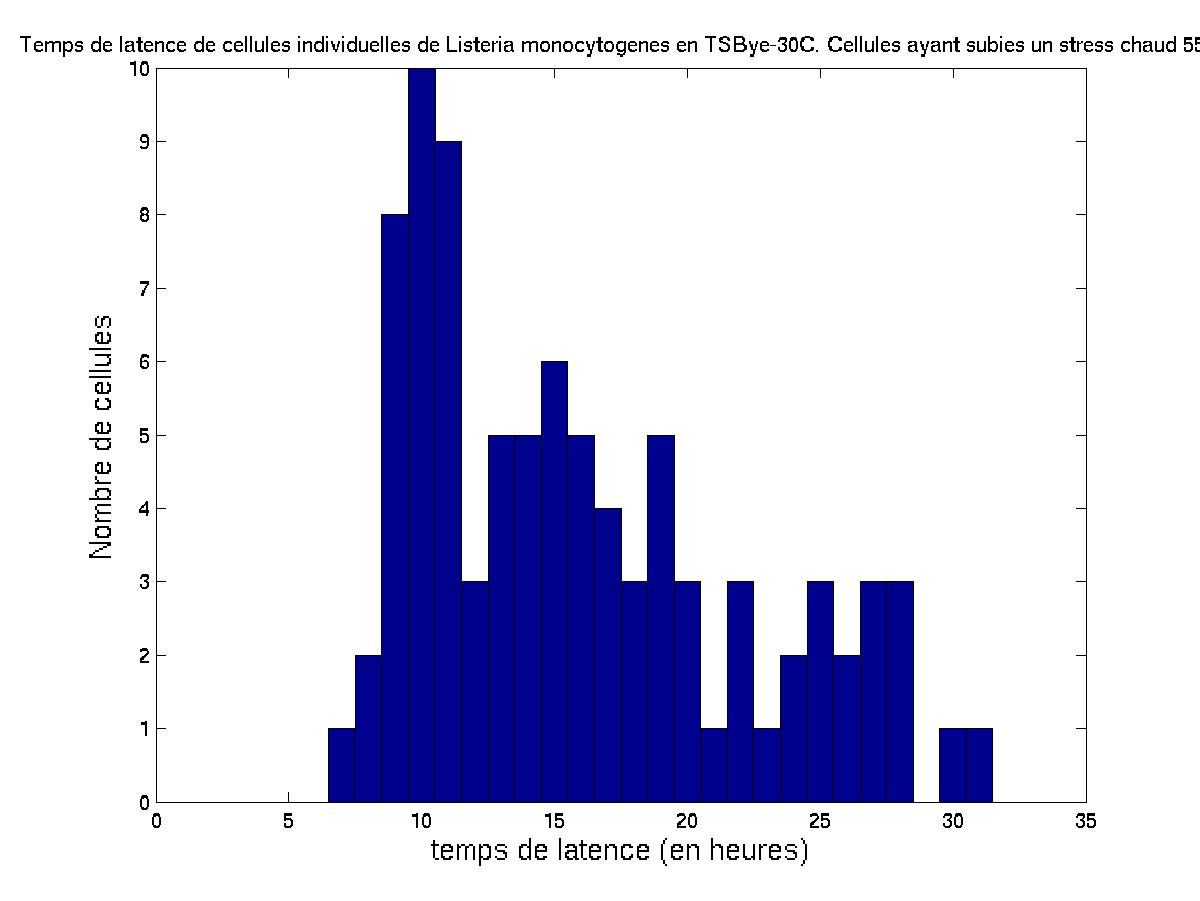 Temps de latence de cellules individuelles de Listeria monocytogenes en TSBye-30C. Cellules ayant subies un stress chaud 55
10
9
8
7
6
5
4
3
2
1
0
Nombre de cellules
0 5 10 15 20 25 30 35
temps de latence (en heures)